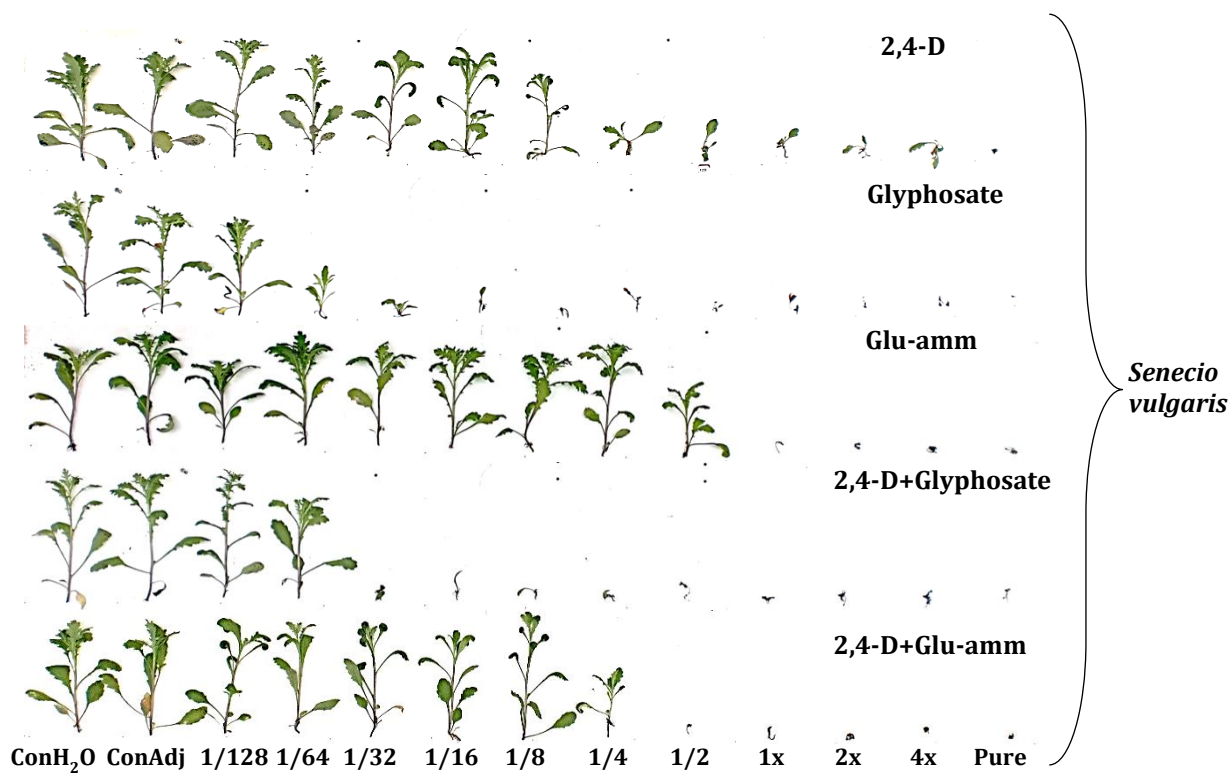 2,4-D
Glyphosate
Glu-amm
Senecio
vulgaris
2,4-D+Glyphosate
2,4-D+Glu-amm
ConH₂O ConAdj 1/128 1/64 1/32 1/16 1/8 1/4 1/2 1x 2x 4x Pure